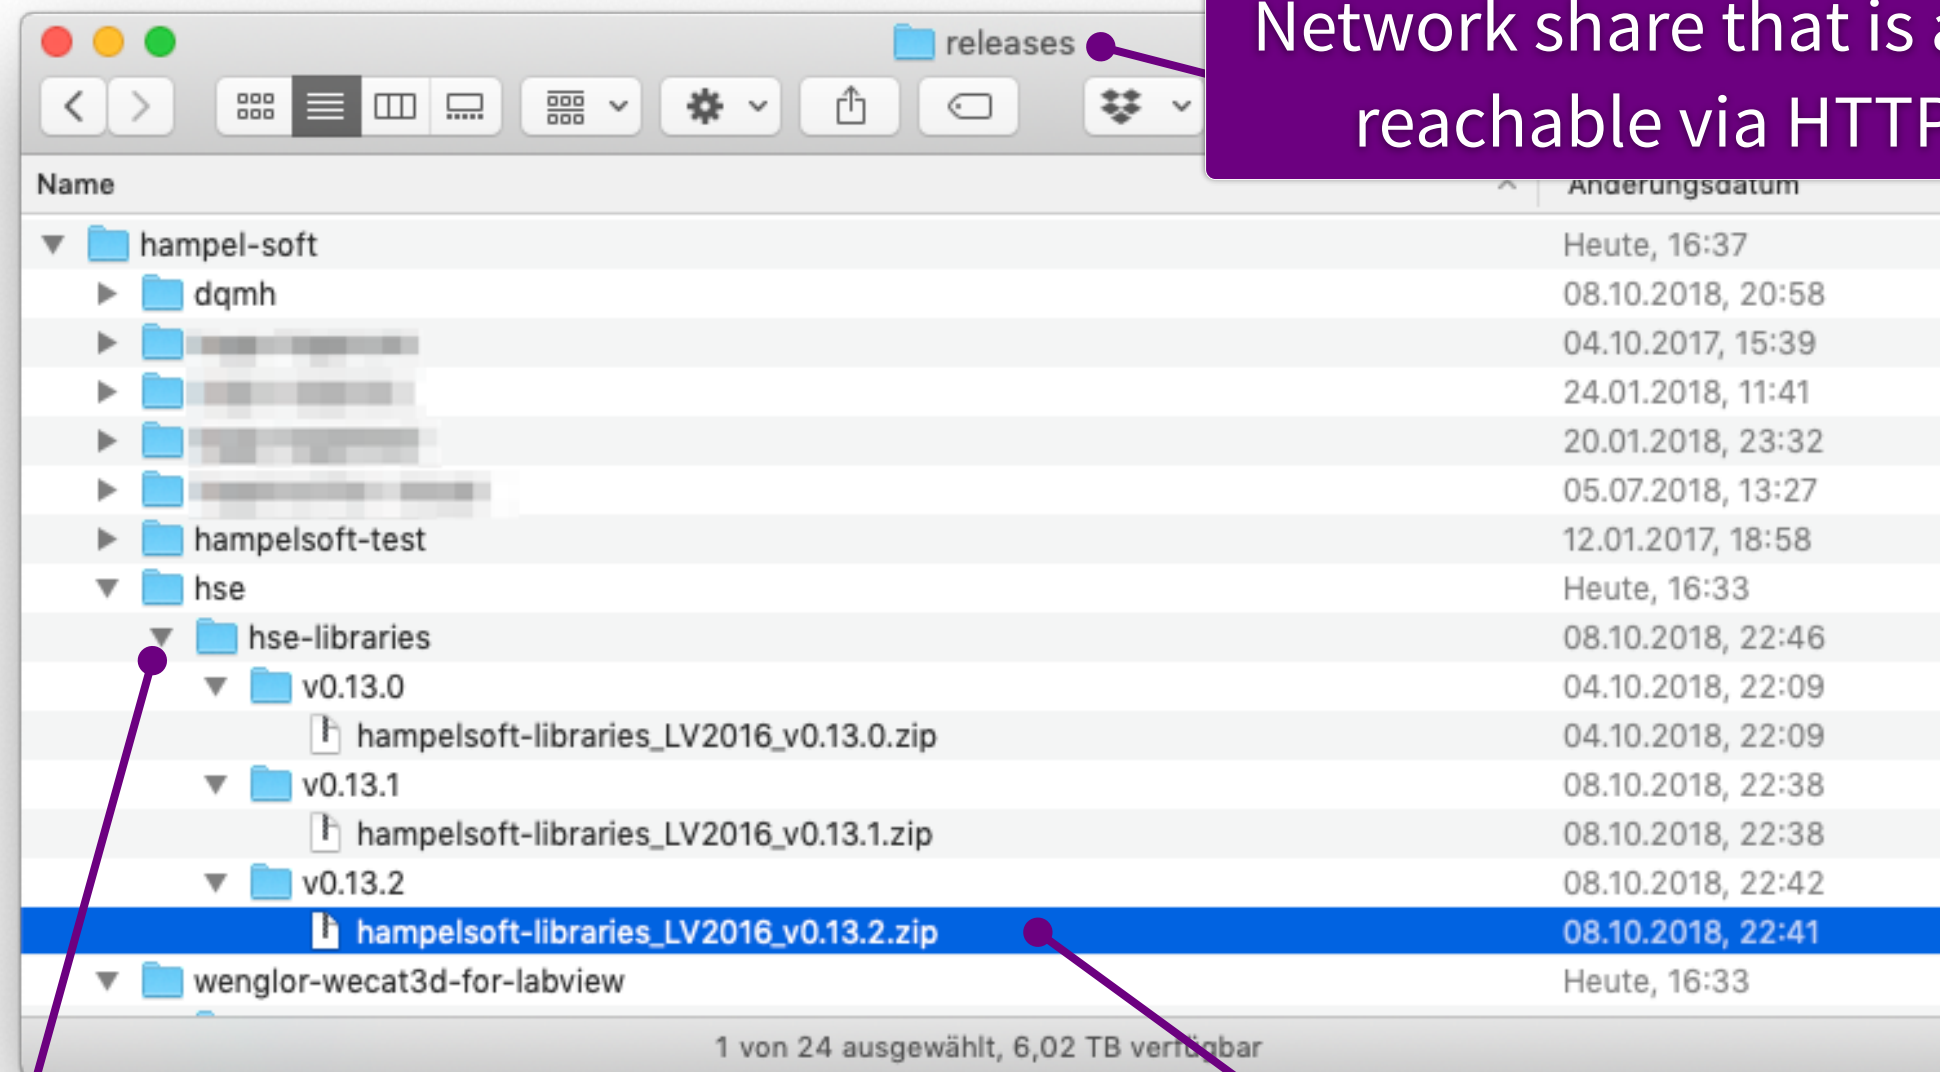 releases
Network share that is
reachable via HTTP
Name
Änderungsdatum
hampel-soft
Heute, 16:37
dqmh
08.10.2018, 20:58
04.10.2017, 15:39
24.01.2018, 11:41
20.01.2018, 23:32
05.07.2018, 13:27
hampelsoft-test
12.01.2017, 18:58
hse
Heute, 16:33
hse-libraries
08.10.2018, 22:46
v0.13.0
04.10.2018, 22:09
hampelsoft-libraries_LV2016_v0.13.0.zip
04.10.2018, 22:09
v0.13.1
08.10.2018, 22:38
hampelsoft-libraries_LV2016_v0.13.1.zip
08.10.2018, 22:38
v0.13.2
08.10.2018, 22:42
hampelsoft-libraries_LV2016_v0.13.2.zip
08.10.2018, 22:41
wenglor-wecat3d-for-labview
Heute, 16:33
1 von 24 ausgewählt, 6,02 TB verfügbar